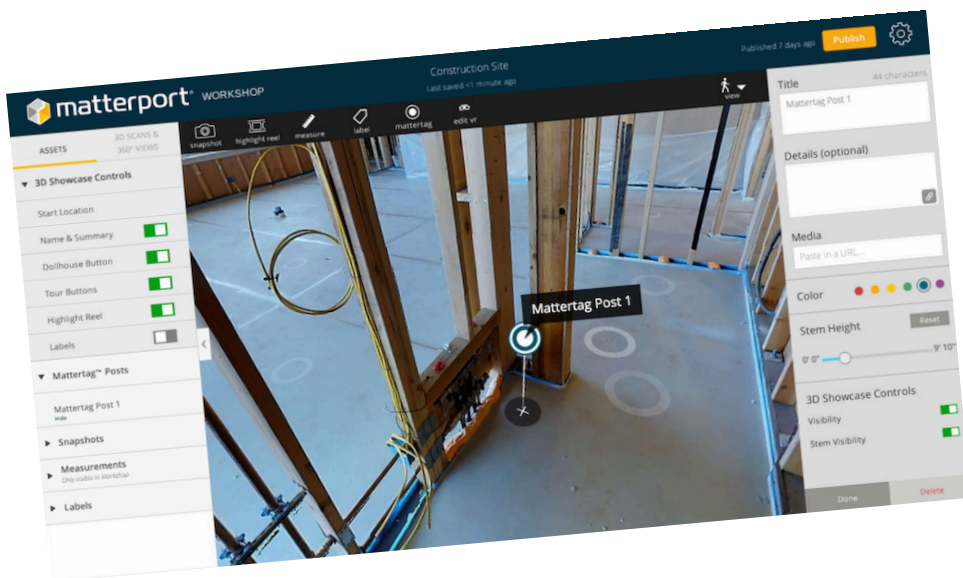 matterport® WORKSHOP
Construction Site
Last saved <1 minute ago
Published 7 days ago
Publish
ASSETS
3D SCANS &
360° VIEWS
snapshot
highlight reel
measure
label
mattertag
edit vr
view
3D Showcase Controls
Start Location
Name & Summary
Dollhouse Button
Tour Buttons
Highlight Reel
Labels
Mattertag™ Posts
Mattertag Post 1
Hide
Snapshots
Measurements
Only visible in Workshop
Labels
Mattertag Post 1
Title
44 characters
Mattertag Post 1
Details (optional)
Media
Paste in a URL...
Color
Stem Height
Reset
0' 0"
9' 10"
3D Showcase Controls
Visibility
Stem Visibility
Done
Delete